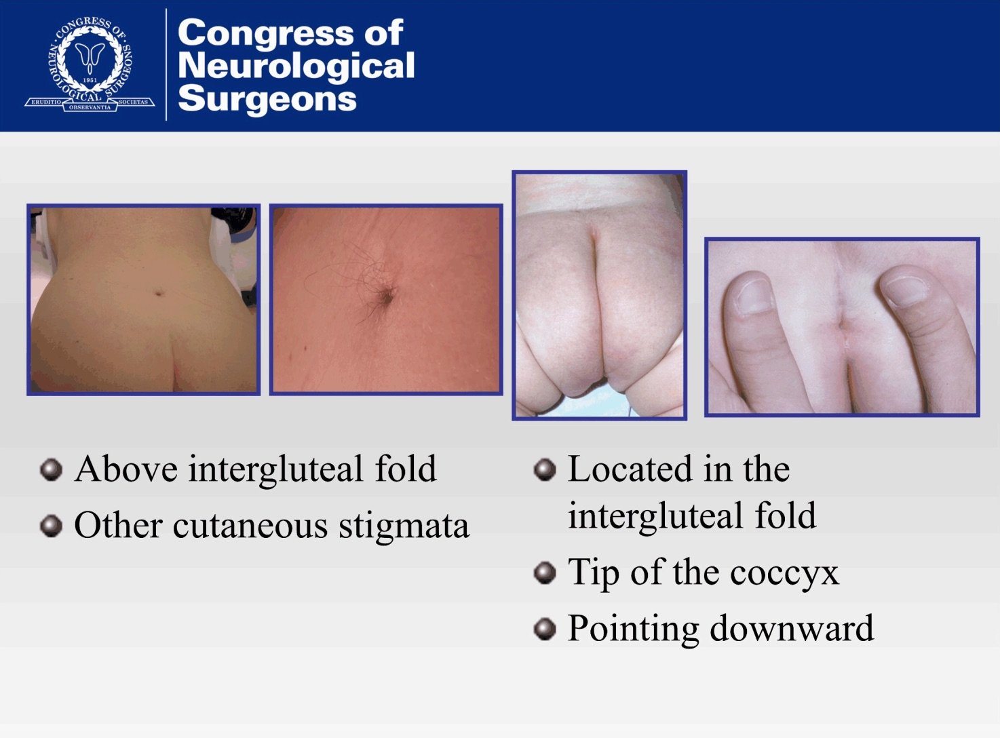 CONGRESS OF
NEUROLOGICAL SURGEONS
1951
ERUDITIO
OBSERVANTIA
SOCIETAS
Congress of
Neurological
Surgeons
Above intergluteal fold
Other cutaneous stigmata
Located in the
intergluteal fold
Tip of the coccyx
Pointing downward